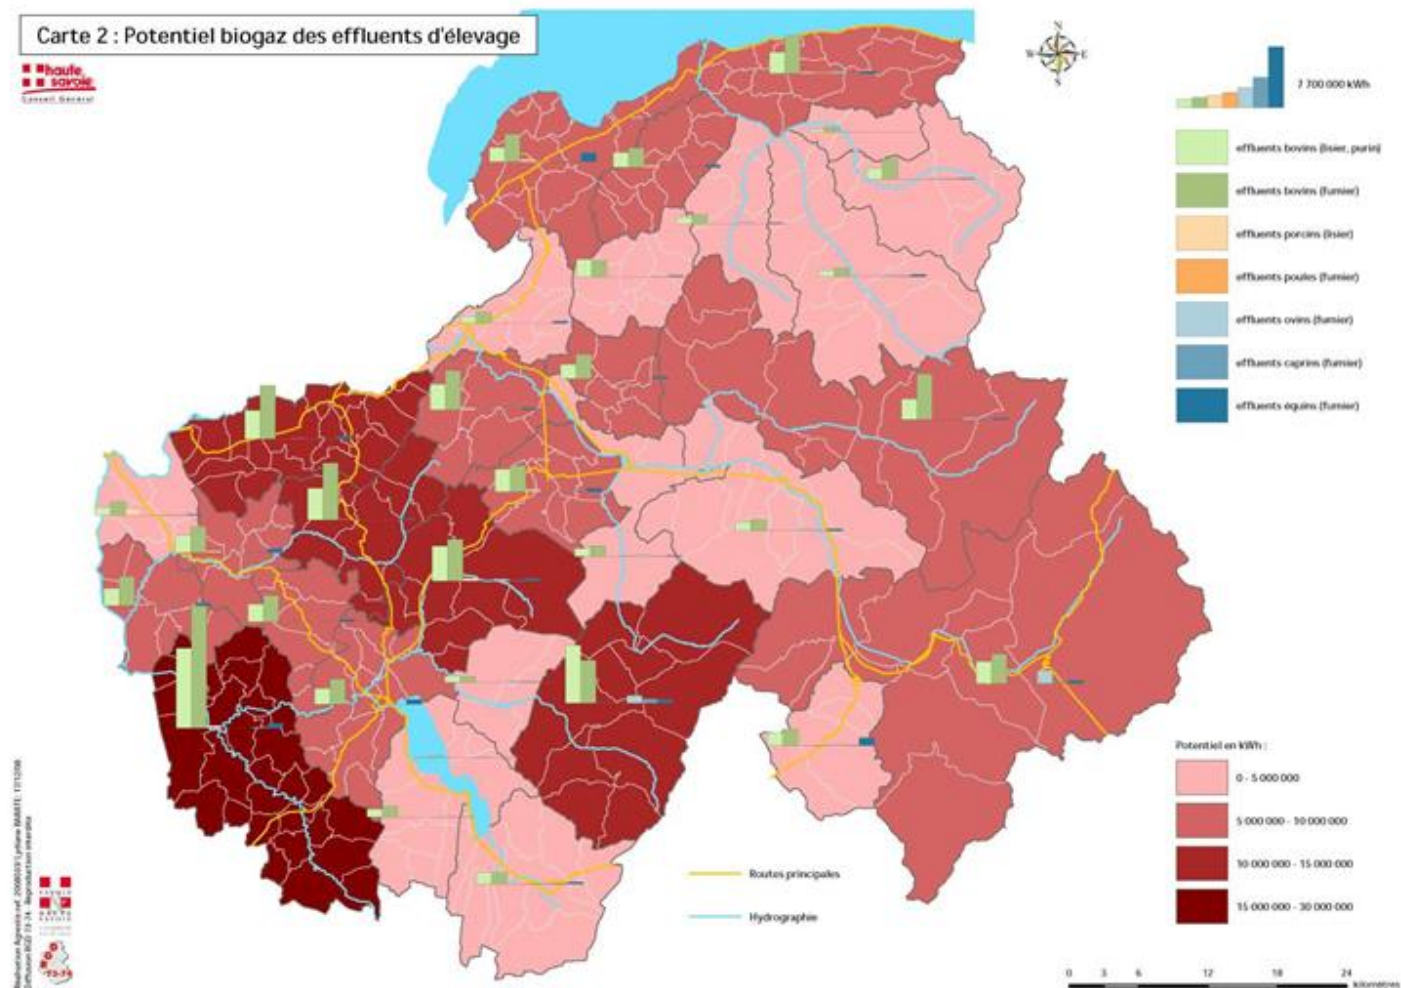 Carte 2 : Potentiel biogaz des effluents d'élevage
haute
savoie
Conseil General
N
W
E
S
7 700 000 kWh
effluents bovins (lisier, purin)
effluents bovins (fumier)
effluents porcins (lisier)
effluents poules (fumier)
effluents ovins (fumier)
effluents caprins (fumier)
effluents équins (fumier)
Potentiel en kWh :
0 - 5 000 000
5 000 000 - 10 000 000
10 000 000 - 15 000 000
15 000 000 - 30 000 000
Routes principales
Hydrographie
0 3 6 12 18 24
kilomètres
73-74